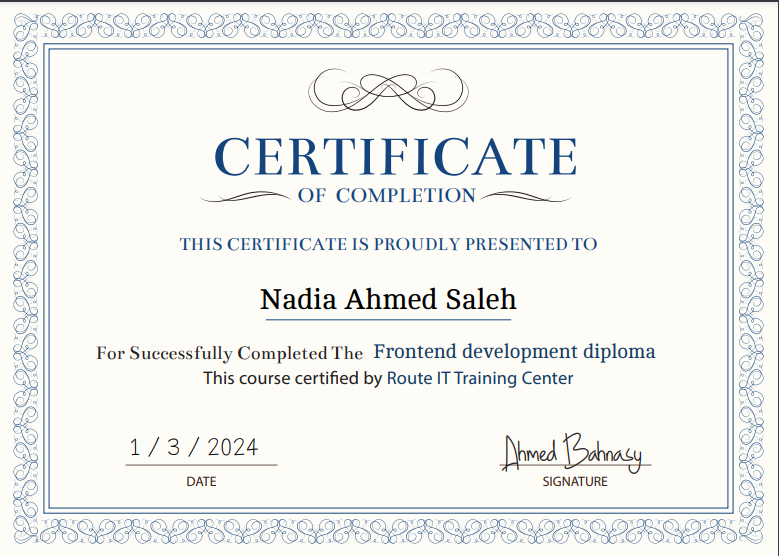 CERTIFICATE
OF COMPLETION
THIS CERTIFICATE IS PROUDLY PRESENTED TO
Nadia Ahmed Saleh
For Successfully Completed The Frontend development diploma
This course certified by Route IT Training Center
1 / 3 / 2024
Ahmed Bahnasy
DATE
SIGNATURE